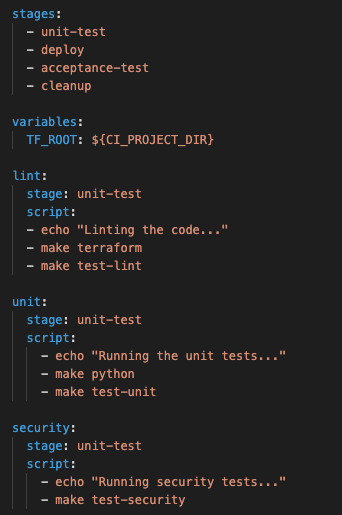 stages:
  - unit-test
  - deploy
  - acceptance-test
  - cleanup

variables:
  TF_ROOT: ${CI_PROJECT_DIR}

lint:
  stage: unit-test
  script:
  - echo "Linting the code..."
  - make terraform
  - make test-lint

unit:
  stage: unit-test
  script:
    - echo "Running the unit tests..."
    - make python
    - make test-unit

security:
  stage: unit-test
  script:
    - echo "Running security tests..."
    - make test-security